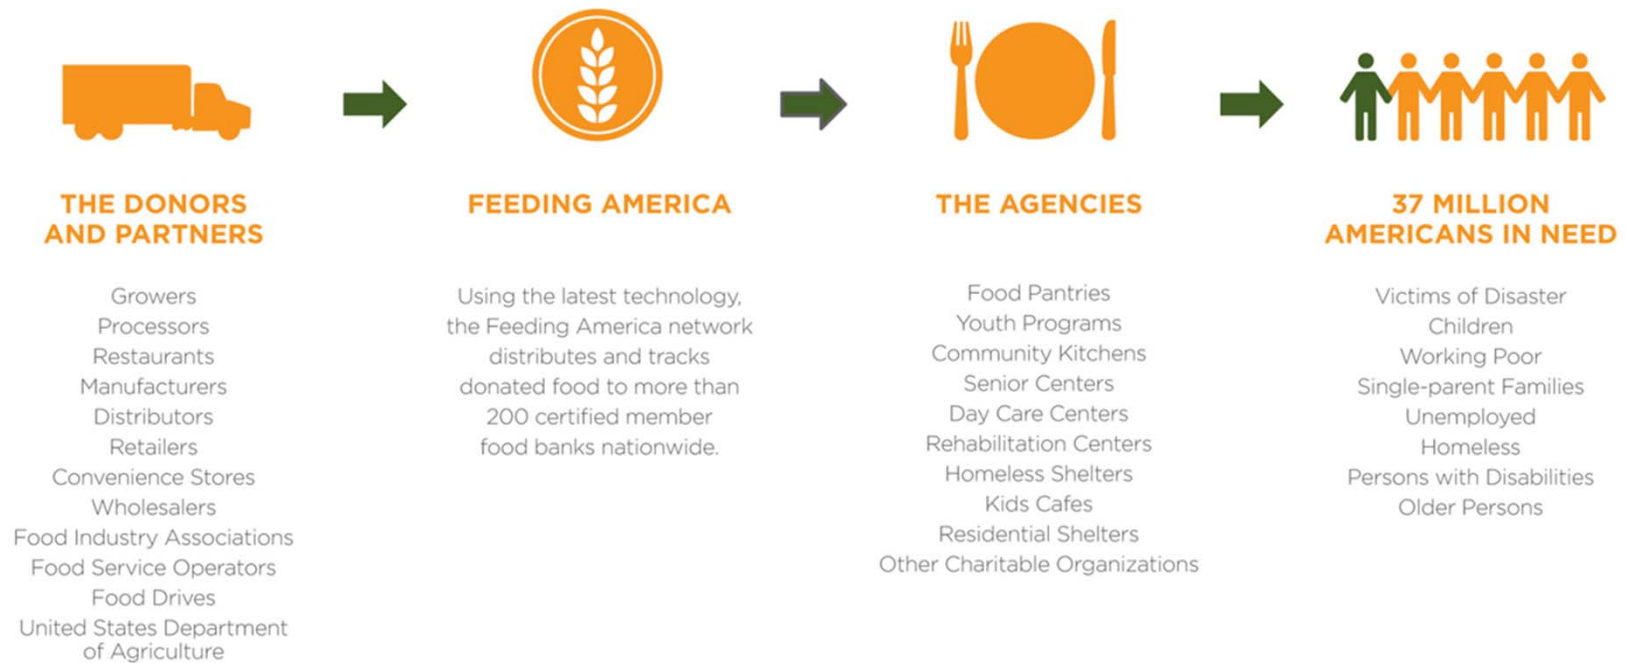 THE DONORS
AND PARTNERS
Growers
Processors
Restaurants
Manufacturers
Distributors
Retailers
Convenience Stores
Wholesalers
Food Industry Associations
Food Service Operators
Food Drives
United States Department
of Agriculture
FEEDING AMERICA
Using the latest technology,
the Feeding America network
distributes and tracks
donated food to more than
200 certified member
food banks nationwide.
THE AGENCIES
Food Pantries
Youth Programs
Community Kitchens
Senior Centers
Day Care Centers
Rehabilitation Centers
Homeless Shelters
Kids Cafes
Residential Shelters
Other Charitable Organizations
37 MILLION
AMERICANS IN NEED
Victims of Disaster
Children
Working Poor
Single-parent Families
Unemployed
Homeless
Persons with Disabilities
Older Persons